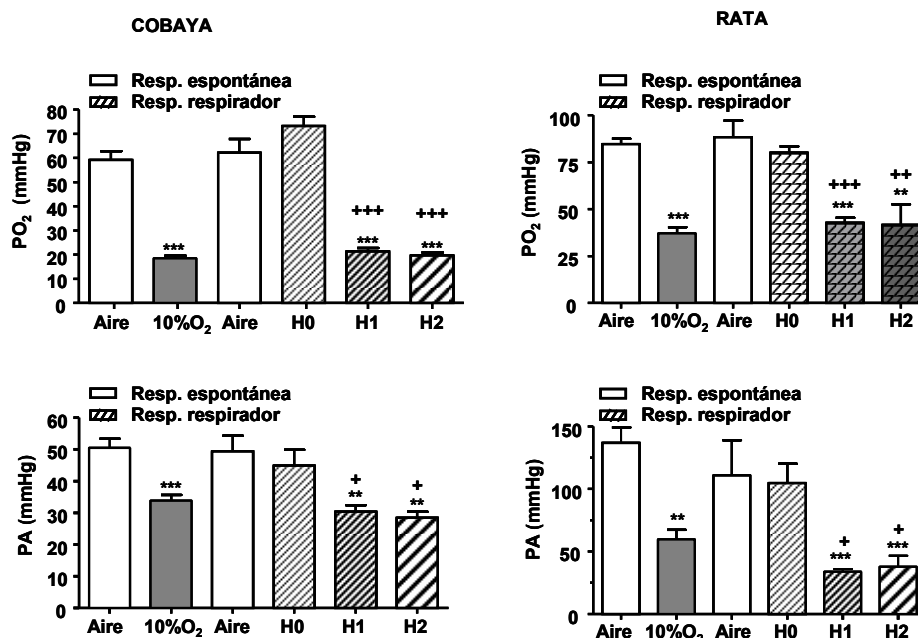 COBAYA
RATA
Resp. espontánea
Resp. respirador
PO2 (mmHg)
80
70
60
50
40
30
20
10
0
***
+++
***
+++
***
Aire 10%O2 Aire H0 H1 H2
Resp. espontánea
Resp. respirador
PO2 (mmHg)
100
75
50
25
0
***
+++
***
++
**
Aire 10%O2 Aire H0 H1 H2
Resp. espontánea
Resp. respirador
PA (mmHg)
60
50
40
30
20
10
0
***
+
**
+
**
Aire 10%O2 Aire H0 H1 H2
Resp. espontánea
Resp. respirador
PA (mmHg)
150
100
50
0
**
+
***
+
***
Aire 10%O2 Aire H0 H1 H2